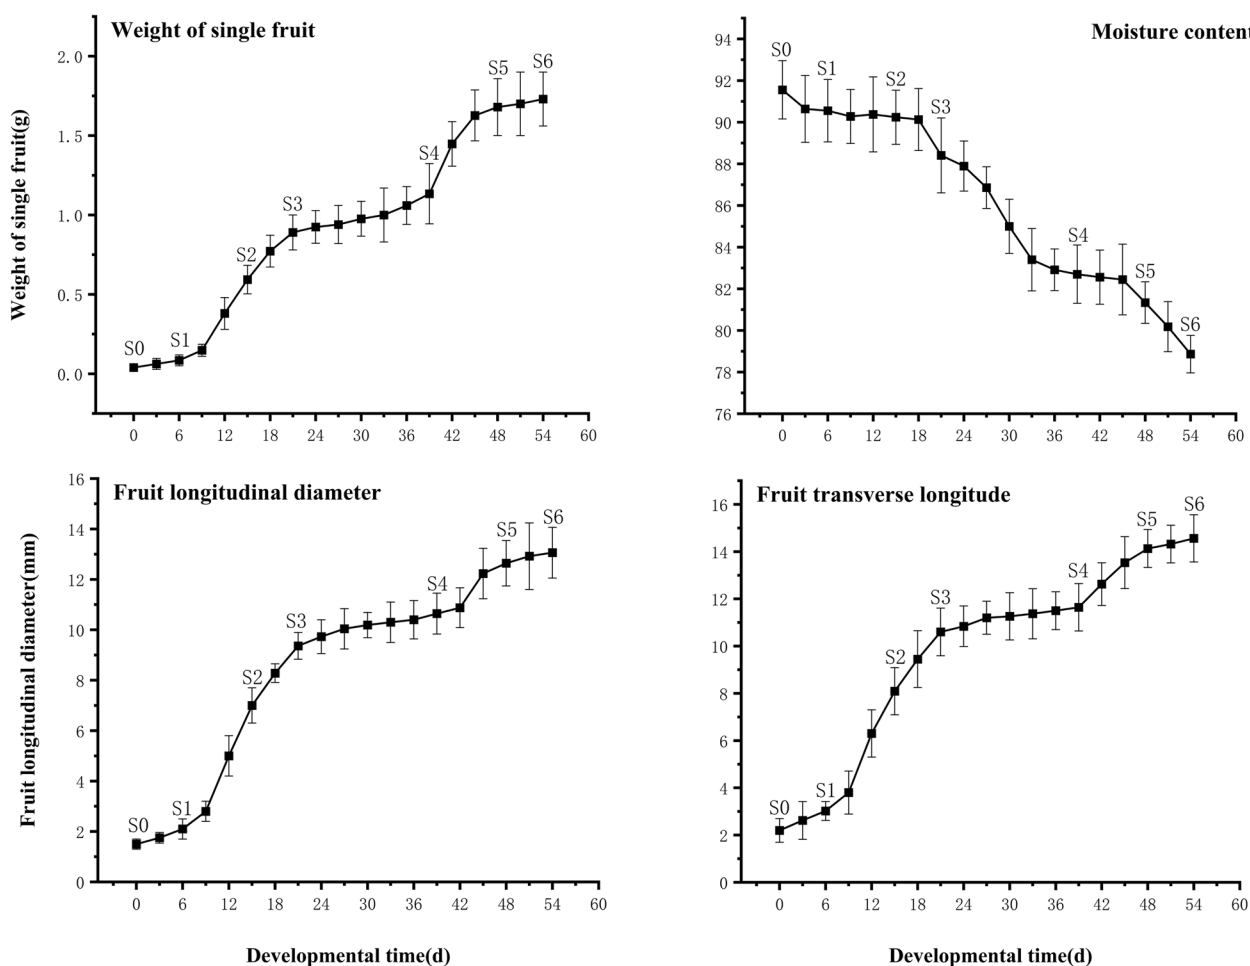 Weight of single fruit
Weight of single fruit(g)
2.0
1.5
1.0
0.5
0.0
S0
S1
S2
S3
S4
S5
S6
0 6 12 18 24 30 36 42 48 54 60
Moisture content
94
92
90
88
86
84
82
80
78
76
S0
S1
S2
S3
S4
S5
S6
0 6 12 18 24 30 36 42 48 54 60
Fruit longitudinal diameter
Fruit longitudinal diameter(mm)
16
14
12
10
8
6
4
2
0
S0
S1
S2
S3
S4
S5
S6
0 6 12 18 24 30 36 42 48 54 60
Developmental time(d)
Fruit transverse longitude
16
14
12
10
8
6
4
2
0
S0
S1
S2
S3
S4
S5
S6
0 6 12 18 24 30 36 42 48 54 60
Developmental time(d)